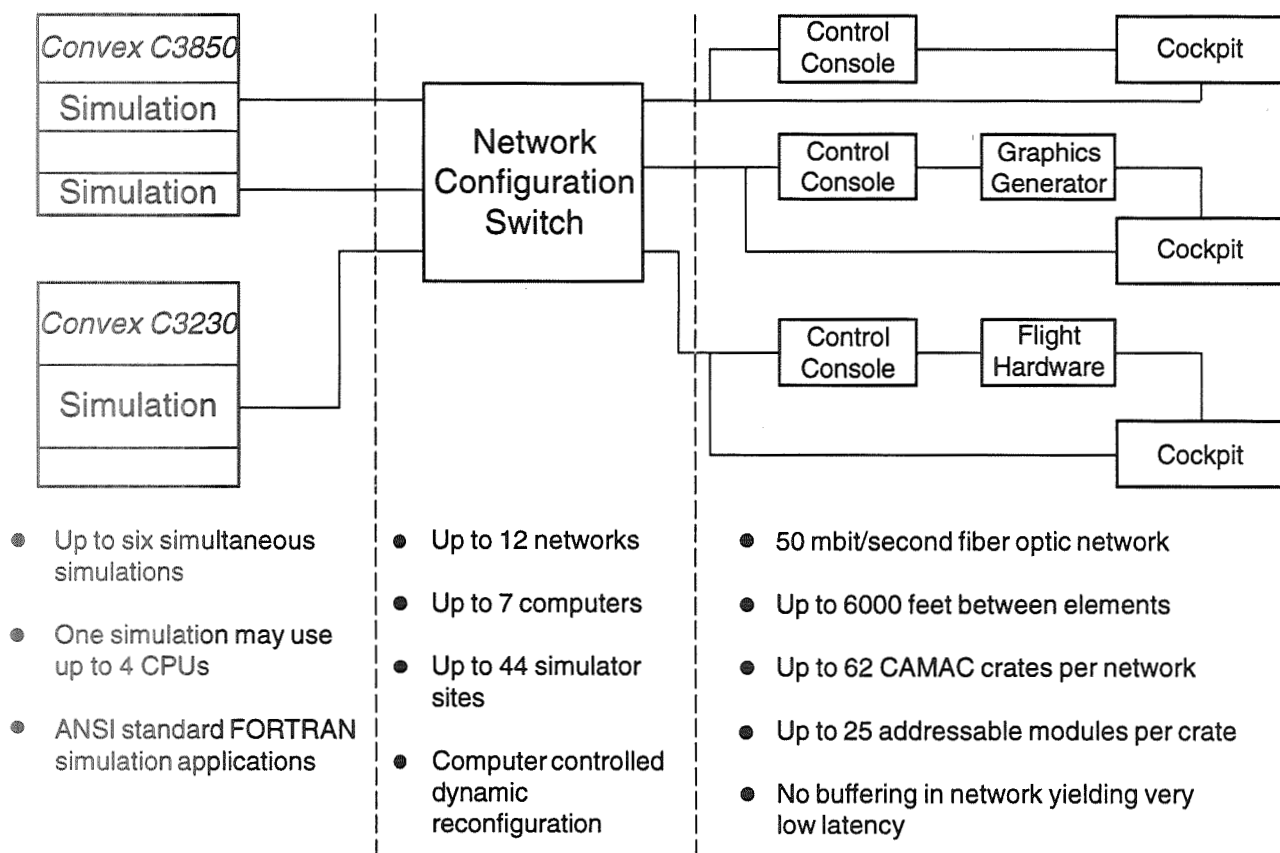 Convex C3850
Simulation
Simulation
Convex C3230
Simulation
Network
Configuration
Switch
Control
Console
Cockpit
Control
Console
Graphics
Generator
Cockpit
Control
Console
Flight
Hardware
Cockpit
● Up to six simultaneous
simulations
● One simulation may use
up to 4 CPUs
● ANSI standard FORTRAN
simulation applications
● Up to 12 networks
● Up to 7 computers
● Up to 44 simulator
sites
● Computer controlled
dynamic
reconfiguration
● 50 mbit/second fiber optic network
● Up to 6000 feet between elements
● Up to 62 CAMAC crates per network
● Up to 25 addressable modules per crate
● No buffering in network yielding very
low latency